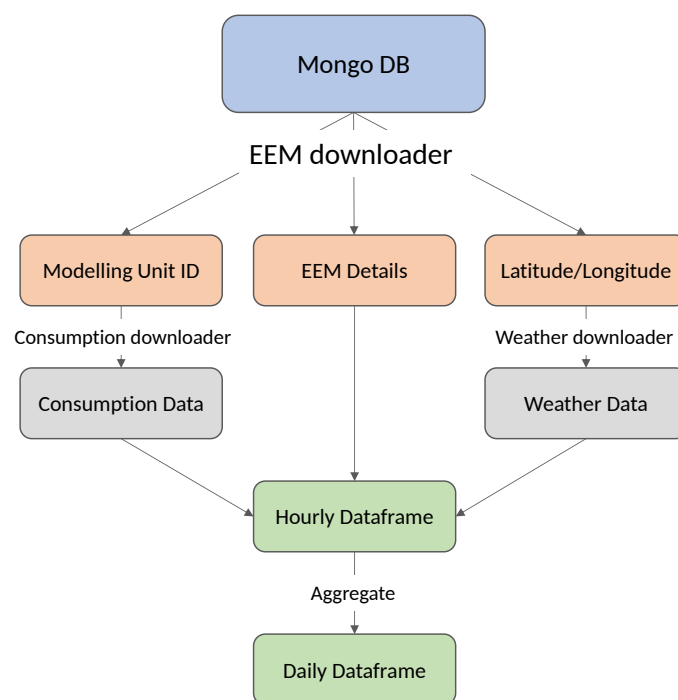 Mongo DB
EEM downloader
Modelling Unit ID
EEM Details
Latitude/Longitude
Consumption downloader
Weather downloader
Consumption Data
Weather Data
Hourly Dataframe
Aggregate
Daily Dataframe